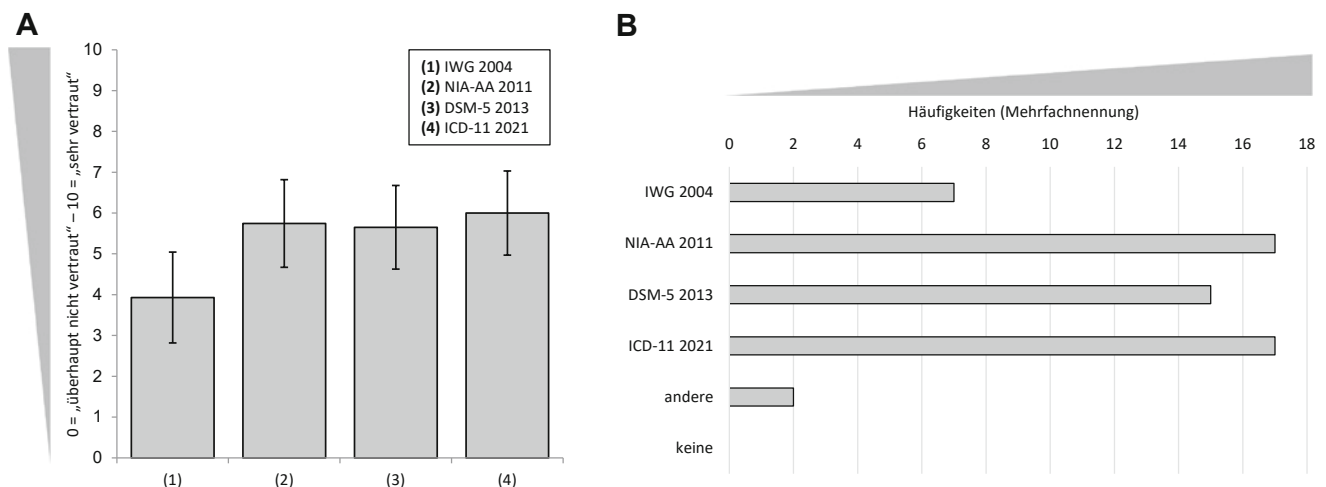 A
0 = „überhaupt nicht vertraut“ – 10 = „sehr vertraut“
10
9
8
7
6
5
4
3
2
1
0
(1) IWG 2004
(2) NIA-AA 2011
(3) DSM-5 2013
(4) ICD-11 2021
(1) (2) (3) (4)
B
Häufigkeiten (Mehrfachnennung)
0 2 4 6 8 10 12 14 16 18
IWG 2004
NIA-AA 2011
DSM-5 2013
ICD-11 2021
andere
keine